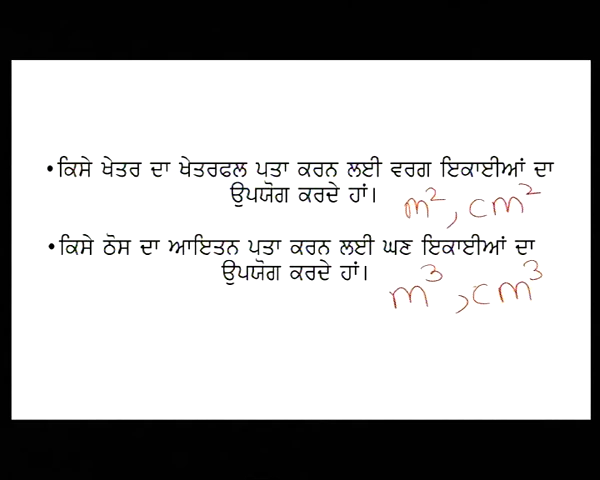 •ਕਿਸੇ ਖੇਤਰ ਦਾ ਖੇਤਰਫਲ ਪਤਾ ਕਰਨ ਲਈ ਵਰਗ ਇਕਾਈਆਂ ਦਾ
ਉਪਯੋਗ ਕਰਦੇ ਹਾਂ। m², cm²
•ਕਿਸੇ ਠੋਸ ਦਾ ਆਇਤਨ ਪਤਾ ਕਰਨ ਲਈ ਘਣ ਇਕਾਈਆਂ ਦਾ
ਉਪਯੋਗ ਕਰਦੇ ਹਾਂ। m³, cm³